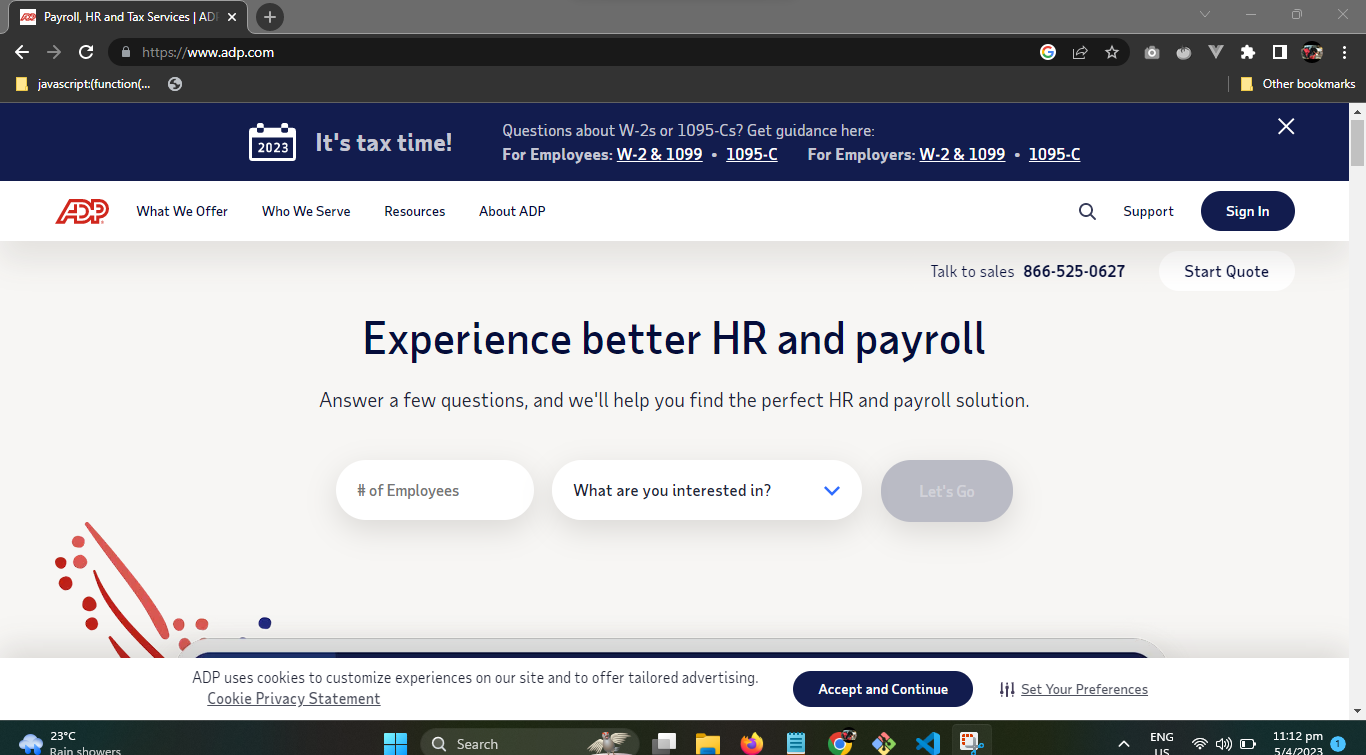 Payroll, HR and Tax Services | AD
https://www.adp.com
javascript:(function(...
Other bookmarks
2023
It's tax time!
Questions about W-2s or 1095-Cs? Get guidance here:
For Employees: W-2 & 1099 • 1095-C For Employers: W-2 & 1099 • 1095-C
ADP
What We Offer
Who We Serve
Resources
About ADP
Support
Sign In
Talk to sales 866-525-0627
Start Quote
Experience better HR and payroll
Answer a few questions, and we'll help you find the perfect HR and payroll solution.
# of Employees
What are you interested in?
Let's Go
ADP uses cookies to customize experiences on our site and to offer tailored advertising.
Cookie Privacy Statement
Accept and Continue
Set Your Preferences
23°C
Rain showers
Search
ENG
US
11:12 pm
5/4/2023
1